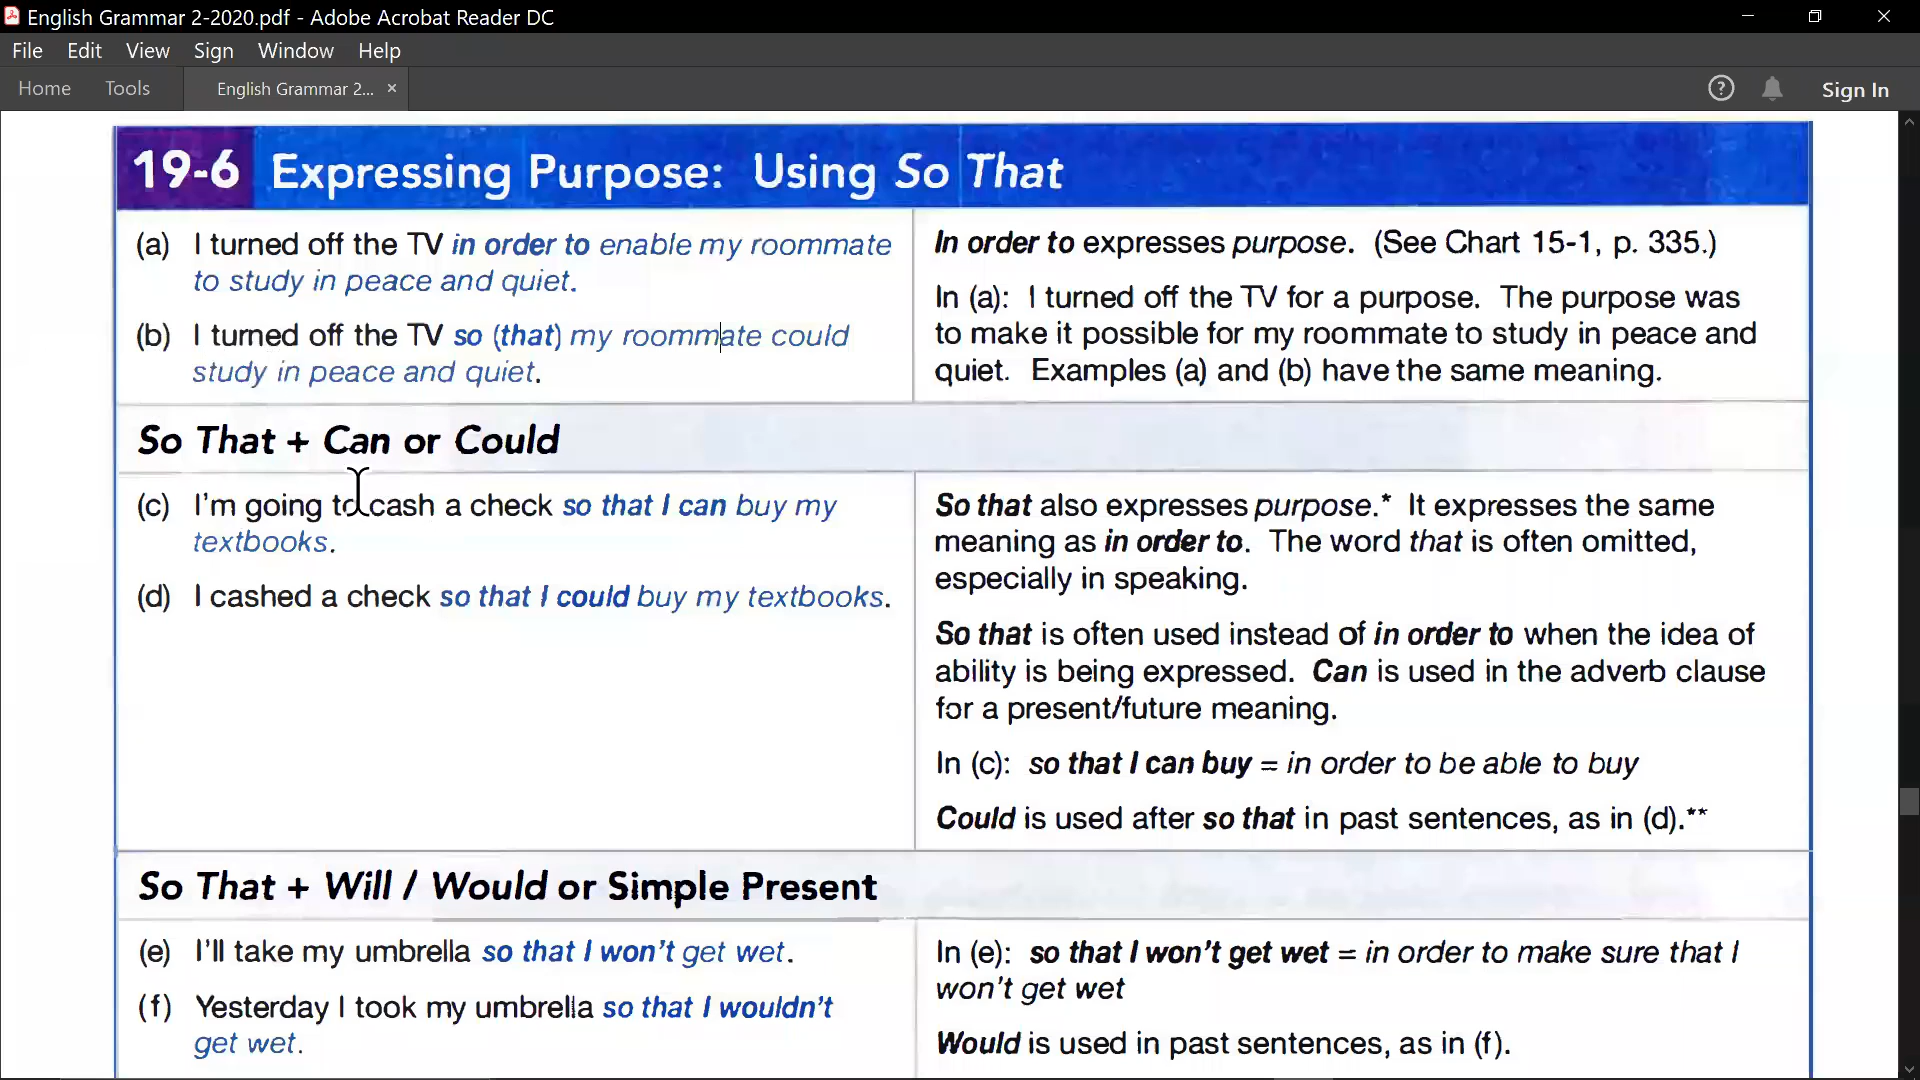 English Grammar 2-2020.pdf - Adobe Acrobat Reader DC
File Edit View Sign Window Help
Home Tools English Grammar 2... × ? Sign In
19-6 Expressing Purpose: Using So That
(a) I turned off the TV in order to enable my roommate
to study in peace and quiet.
(b) I turned off the TV so (that) my roommate could
study in peace and quiet.
In order to expresses purpose. (See Chart 15-1, p. 335.)
In (a): I turned off the TV for a purpose. The purpose was
to make it possible for my roommate to study in peace and
quiet. Examples (a) and (b) have the same meaning.
So That + Can or Could
(c) I'm going to cash a check so that I can buy my
textbooks.
(d) I cashed a check so that I could buy my textbooks.
So that also expresses purpose.* It expresses the same
meaning as in order to. The word that is often omitted,
especially in speaking.
So that is often used instead of in order to when the idea of
ability is being expressed. Can is used in the adverb clause
for a present/future meaning.
In (c): so that I can buy = in order to be able to buy
Could is used after so that in past sentences, as in (d).**
So That + Will / Would or Simple Present
(e) I'll take my umbrella so that I won't get wet.
(f) Yesterday I took my umbrella so that I wouldn't
get wet.
In (e): so that I won't get wet = in order to make sure that I
won't get wet
Would is used in past sentences, as in (f).